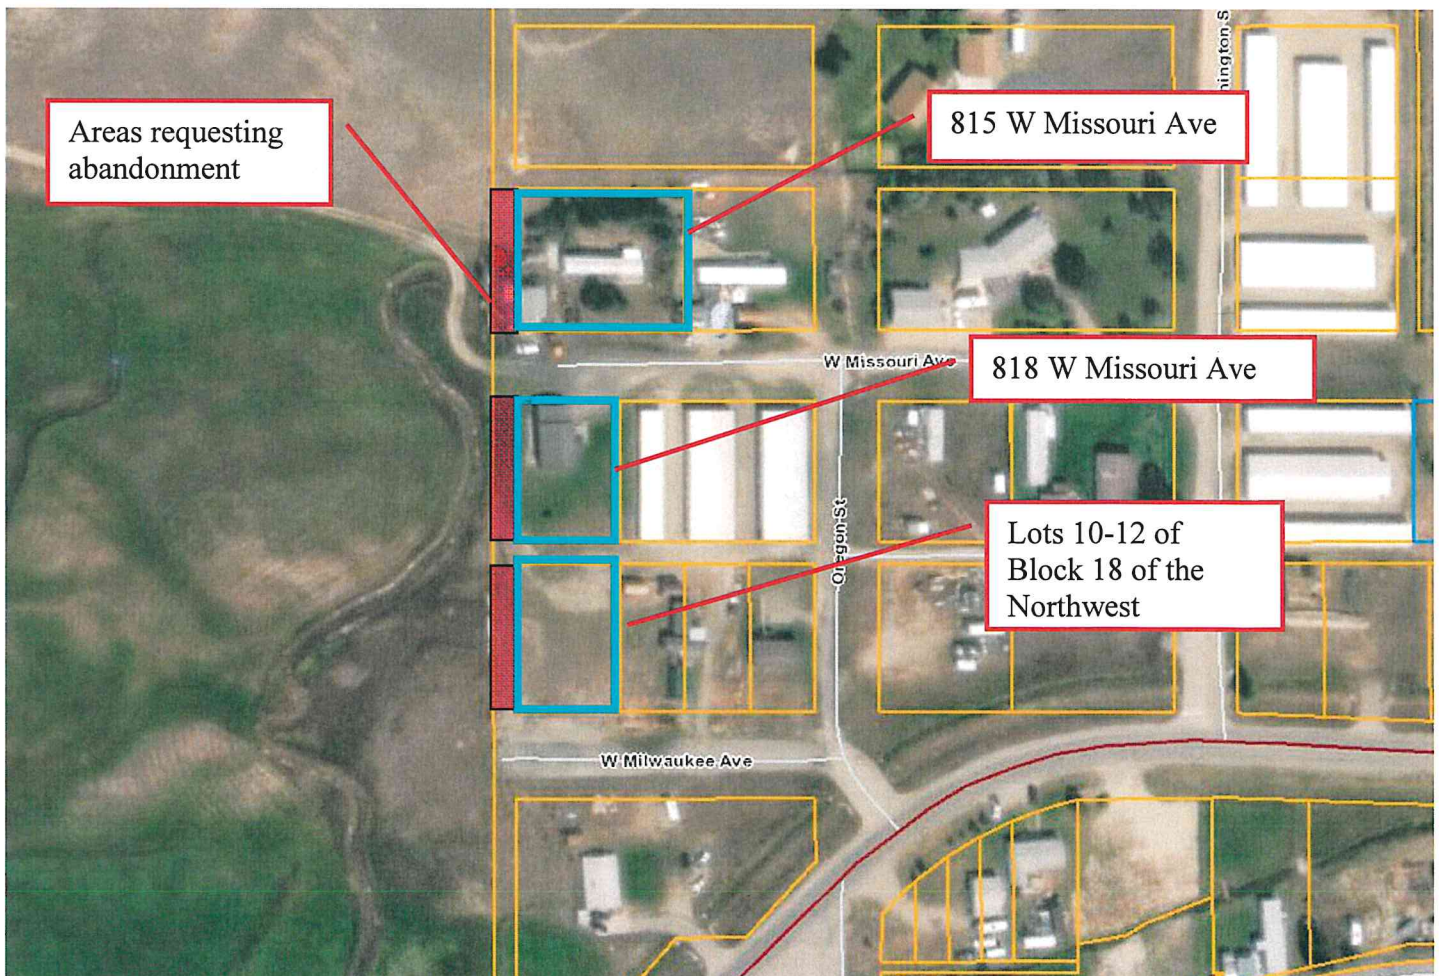 nington S
Areas requesting
abandonment
815 W Missouri Ave
W Missouri Ave
818 W Missouri Ave
Oregon St
Lots 10-12 of
Block 18 of the
Northwest
W Milwaukee Ave